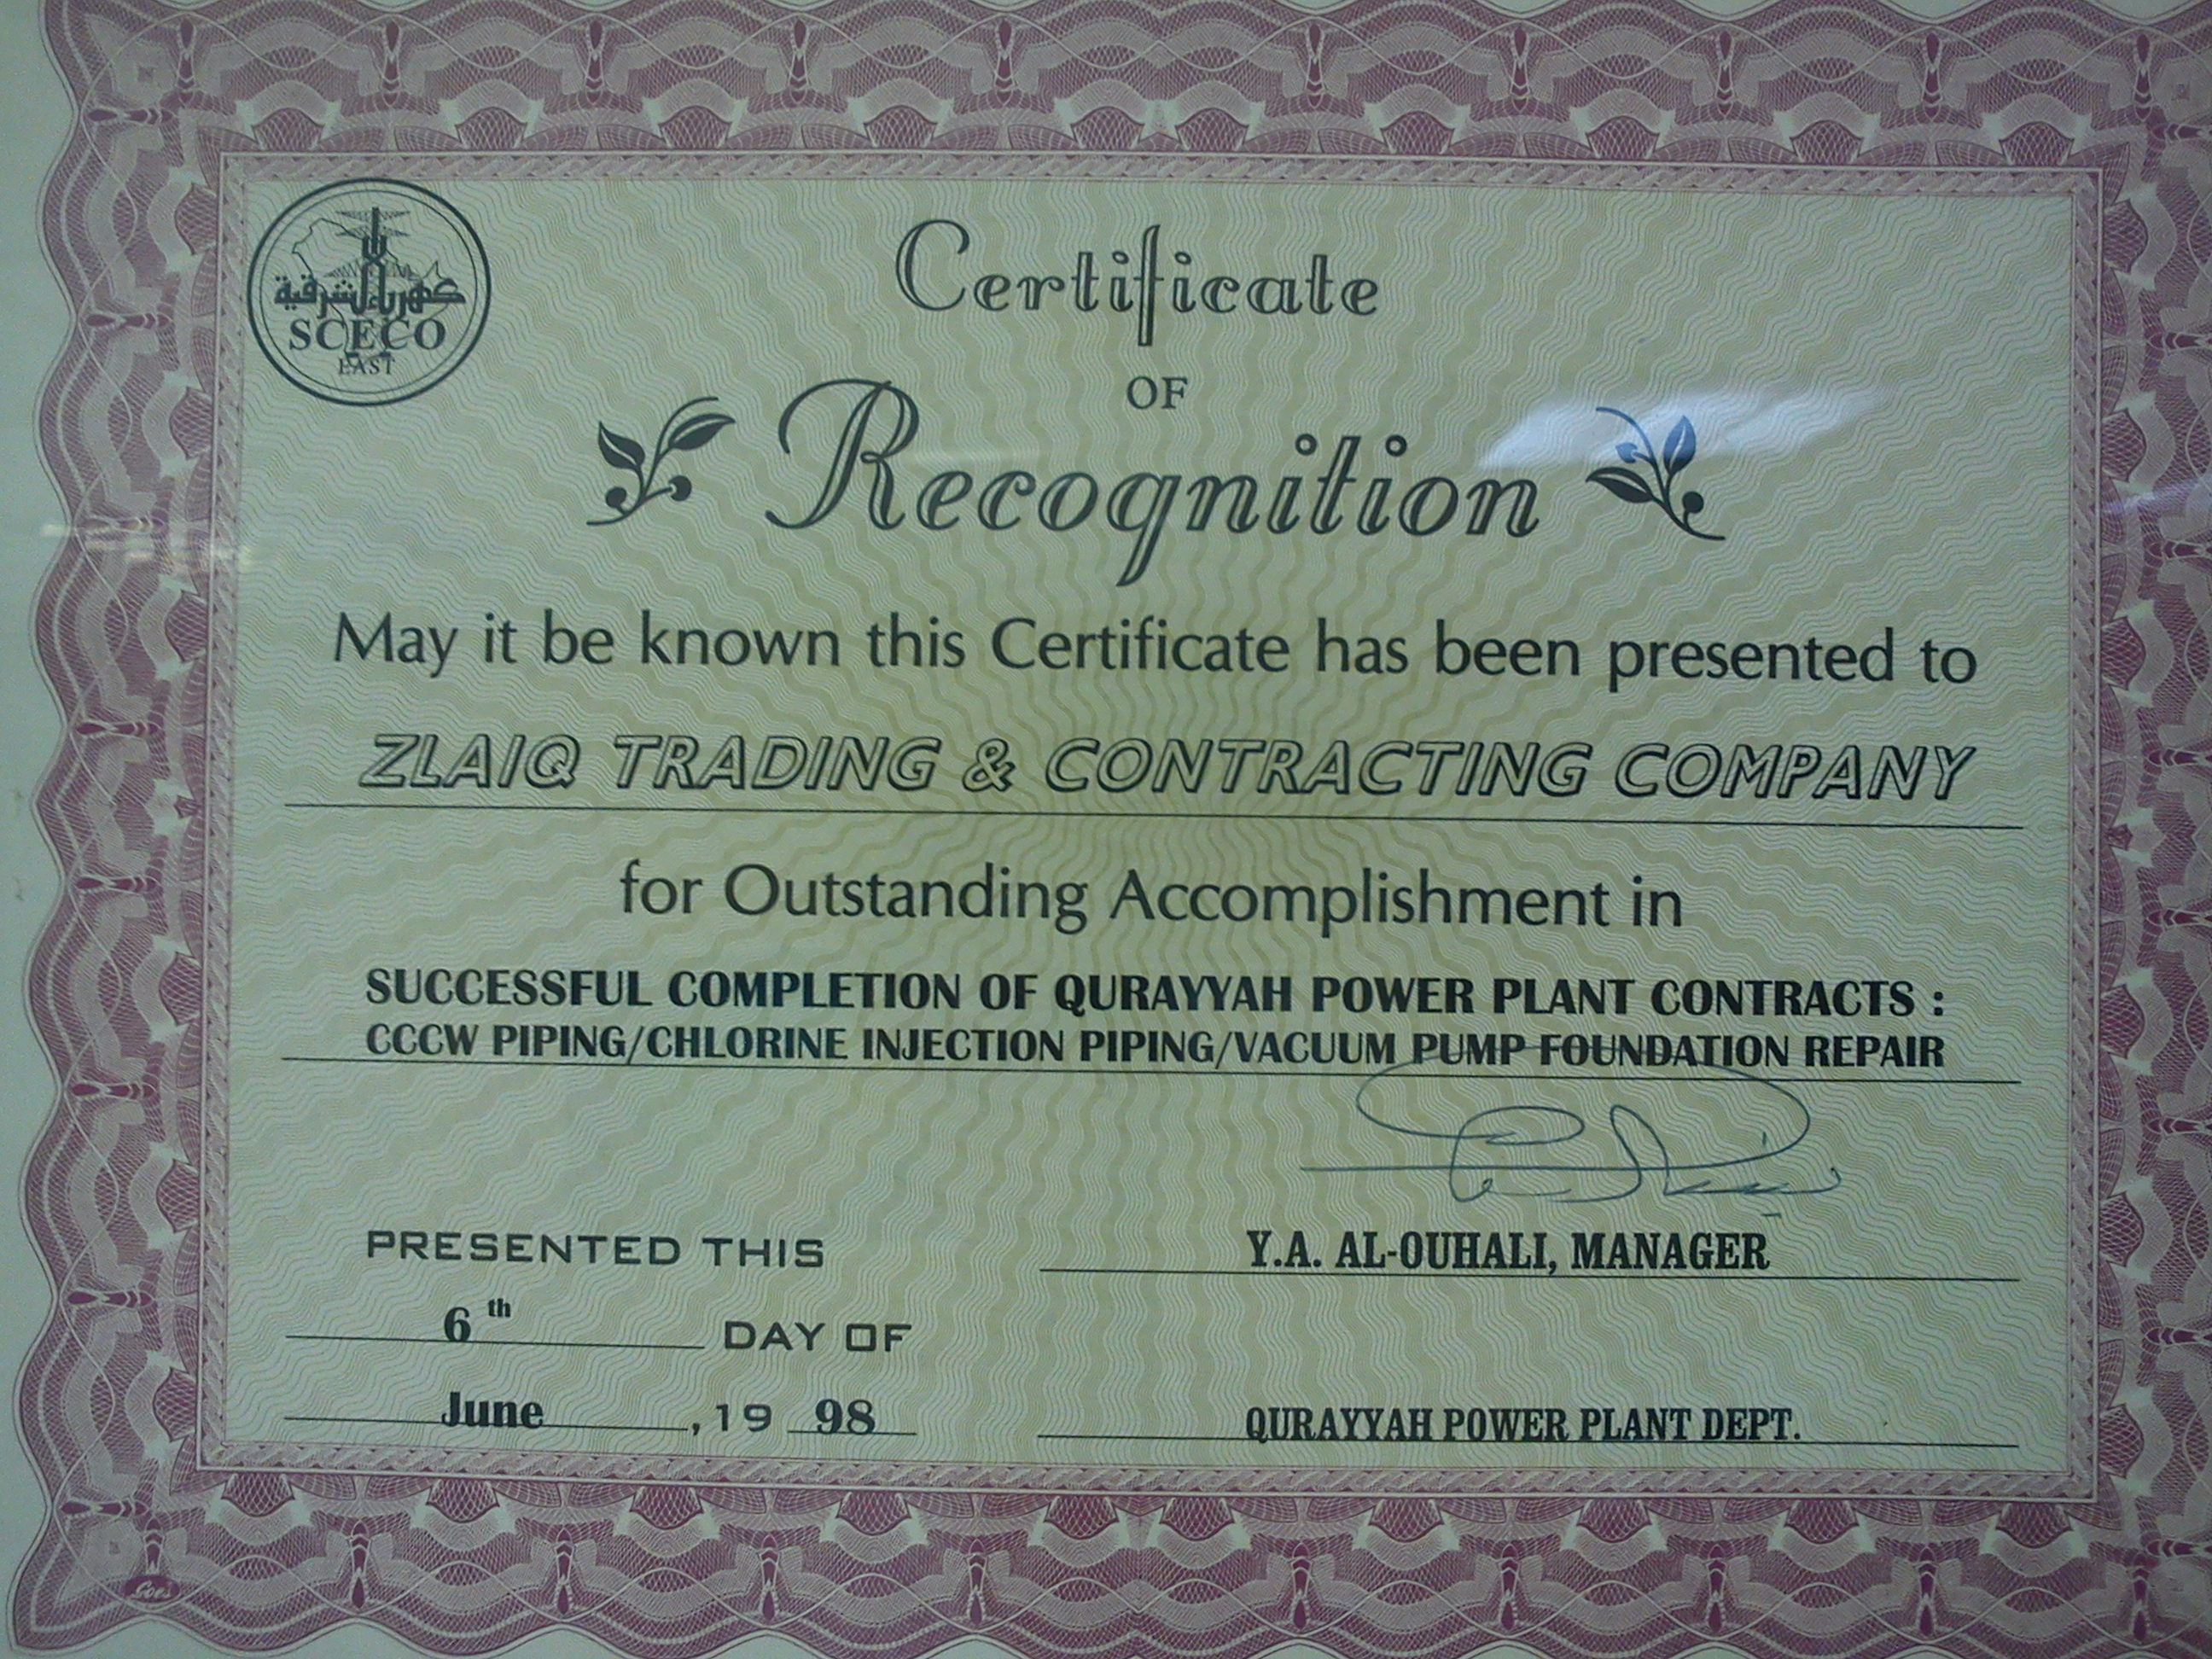 كهرباء الشرقية
SCECO
EAST
Certificate
OF
Recognition
May it be known this Certificate has been presented to
ZLAIQ TRADING & CONTRACTING COMPANY
for Outstanding Accomplishment in
SUCCESSFUL COMPLETION OF QURAYYAH POWER PLANT CONTRACTS :
CCCW PIPING/CHLORINE INJECTION PIPING/VACUUM PUMP FOUNDATION REPAIR
PRESENTED THIS
6 th DAY OF
June , 19 98
Y.A. AL-OUHALI, MANAGER
QURAYYAH POWER PLANT DEPT.
Goes